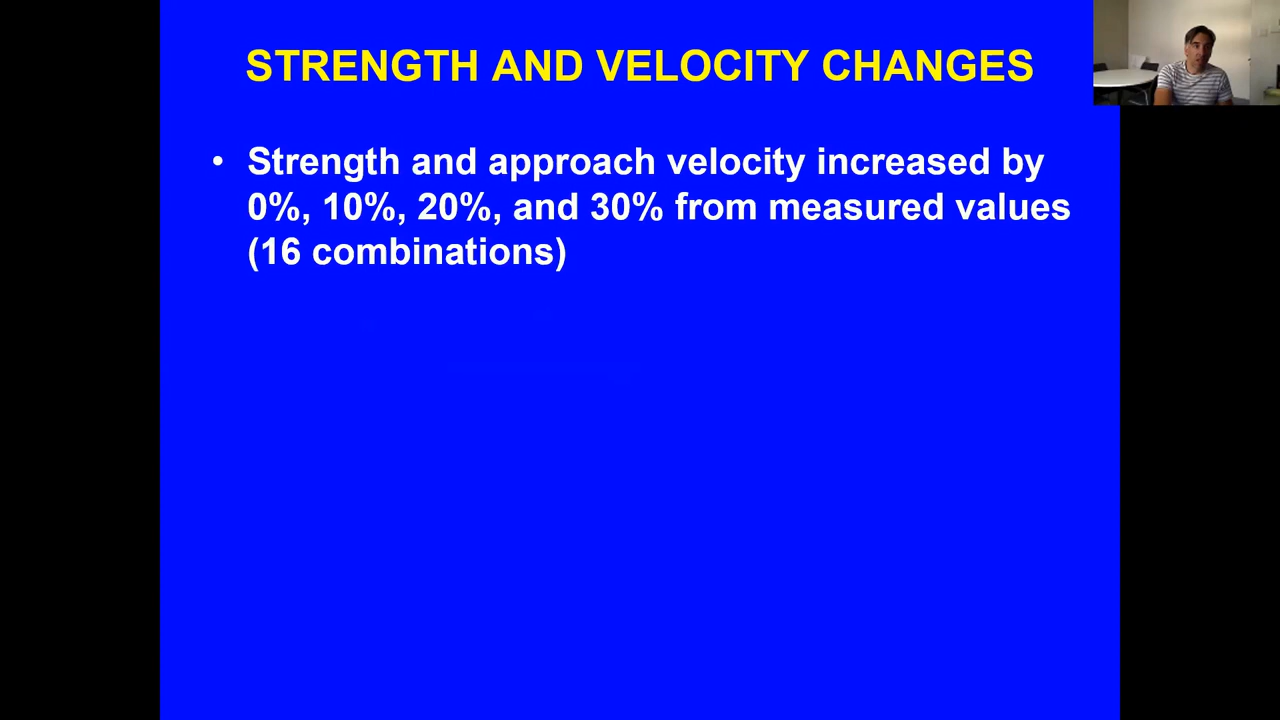 STRENGTH AND VELOCITY CHANGES
• Strength and approach velocity increased by
0%, 10%, 20%, and 30% from measured values
(16 combinations)